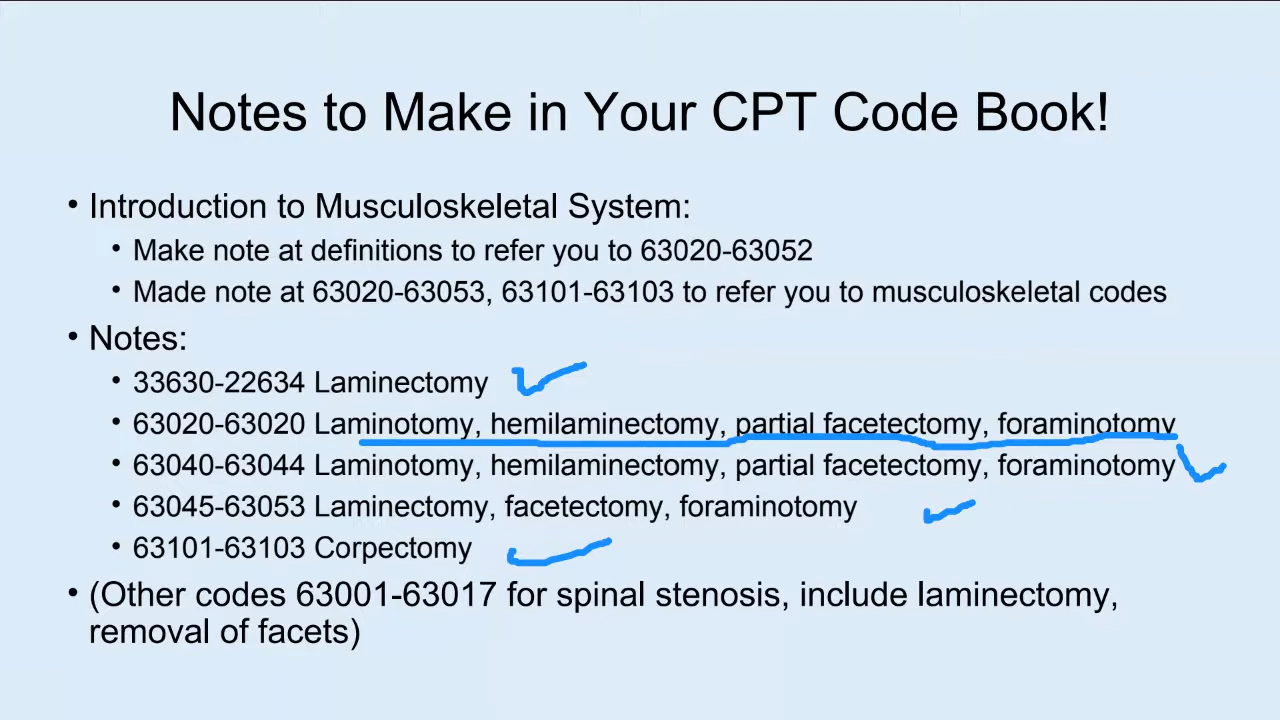 Notes to Make in Your CPT Code Book!
• Introduction to Musculoskeletal System:
• Make note at definitions to refer you to 63020-63052
• Made note at 63020-63053, 63101-63103 to refer you to musculoskeletal codes
• Notes:
• 33630-22634 Laminectomy
• 63020-63020 Laminotomy, hemilaminectomy, partial facetectomy, foraminotomy
• 63040-63044 Laminotomy, hemilaminectomy, partial facetectomy, foraminotomy
• 63045-63053 Laminectomy, facetectomy, foraminotomy
• 63101-63103 Corpectomy
• (Other codes 63001-63017 for spinal stenosis, include laminectomy,
removal of facets)